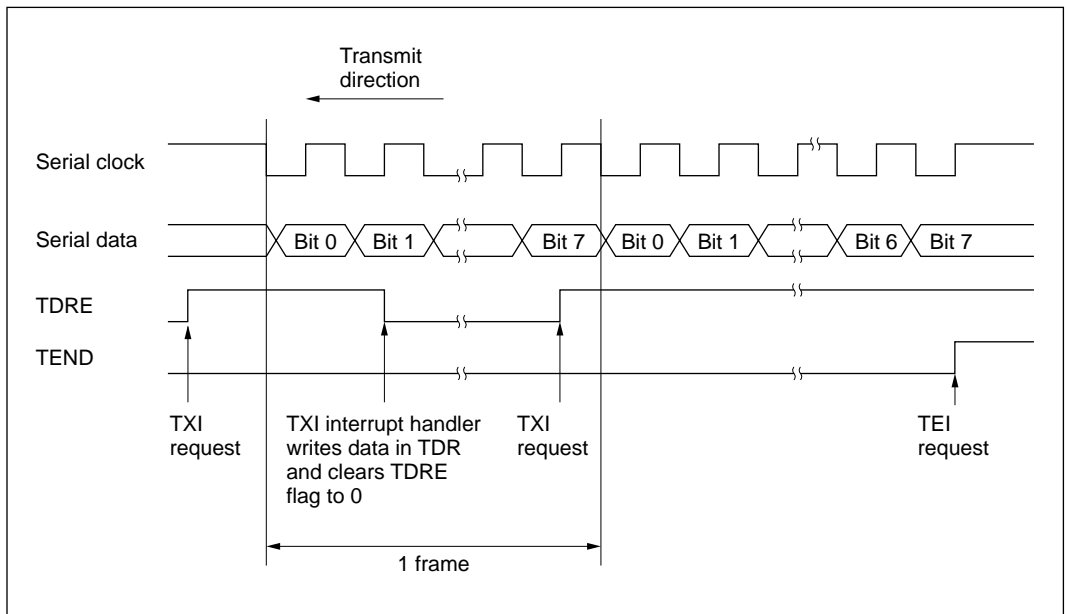 Transmit
direction
Serial clock
Serial data
Bit 0
Bit 1
Bit 7
Bit 0
Bit 1
Bit 6
Bit 7
TDRE
TEND
TXI
request
TXI interrupt handler
writes data in TDR
and clears TDRE
flag to 0
TXI
request
TEI
request
1 frame